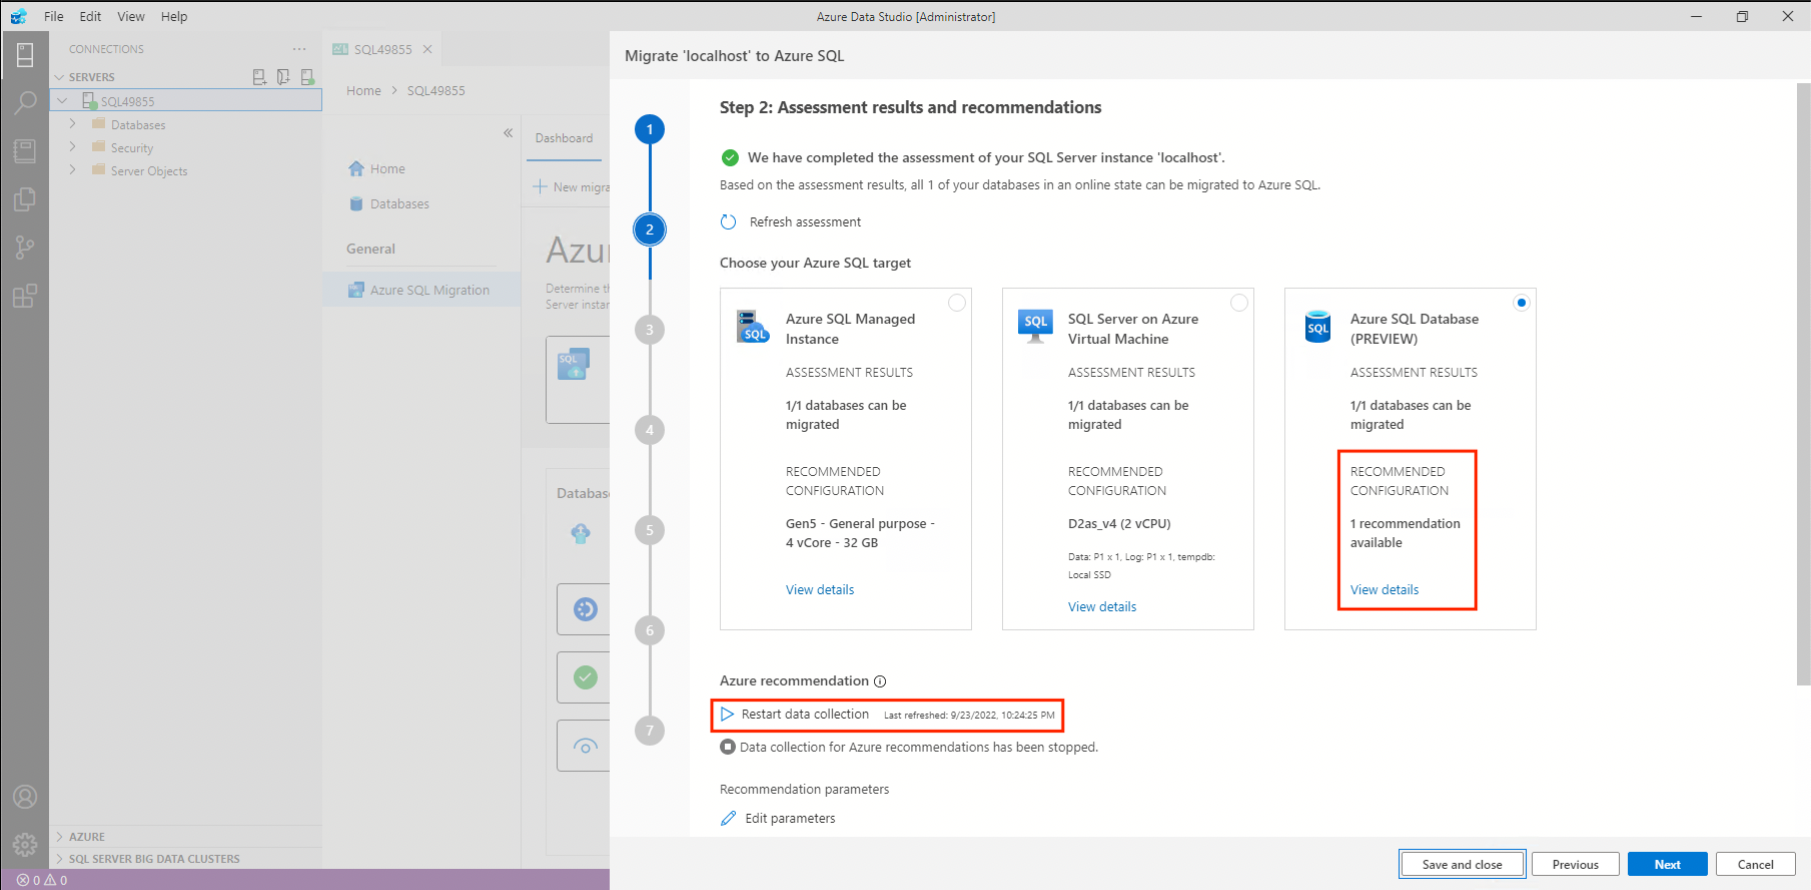 File Edit View Help
Azure Data Studio [Administrator]
CONNECTIONS
SERVERS
SQL49855
Databases
Security
Server Objects
AZURE
SQL SERVER BIG DATA CLUSTERS
0 0
SQL49855
Home > SQL49855
Home
Databases
General
Azure SQL Migration
Dashboard
New migra
Azu
Determine th
Server instan
SQL
Databas
Migrate 'localhost' to Azure SQL
1
2
3
4
5
6
7
Step 2: Assessment results and recommendations
We have completed the assessment of your SQL Server instance 'localhost'.
Based on the assessment results, all 1 of your databases in an online state can be migrated to Azure SQL.
Refresh assessment
Choose your Azure SQL target
SQL
Azure SQL Managed
Instance
ASSESSMENT RESULTS
1/1 databases can be
migrated
RECOMMENDED
CONFIGURATION
Gen5 - General purpose -
4 vCore - 32 GB
View details
SQL
SQL Server on Azure
Virtual Machine
ASSESSMENT RESULTS
1/1 databases can be
migrated
RECOMMENDED
CONFIGURATION
D2as_v4 (2 vCPU)
Data: P1 x 1, Log: P1 x 1, tempdb:
Local SSD
View details
SQL
Azure SQL Database
(PREVIEW)
ASSESSMENT RESULTS
1/1 databases can be
migrated
RECOMMENDED
CONFIGURATION
1 recommendation
available
View details
Azure recommendation
Restart data collection Last refreshed: 9/23/2022, 10:24:25 PM
Data collection for Azure recommendations has been stopped.
Recommendation parameters
Edit parameters
Save and close Previous Next Cancel